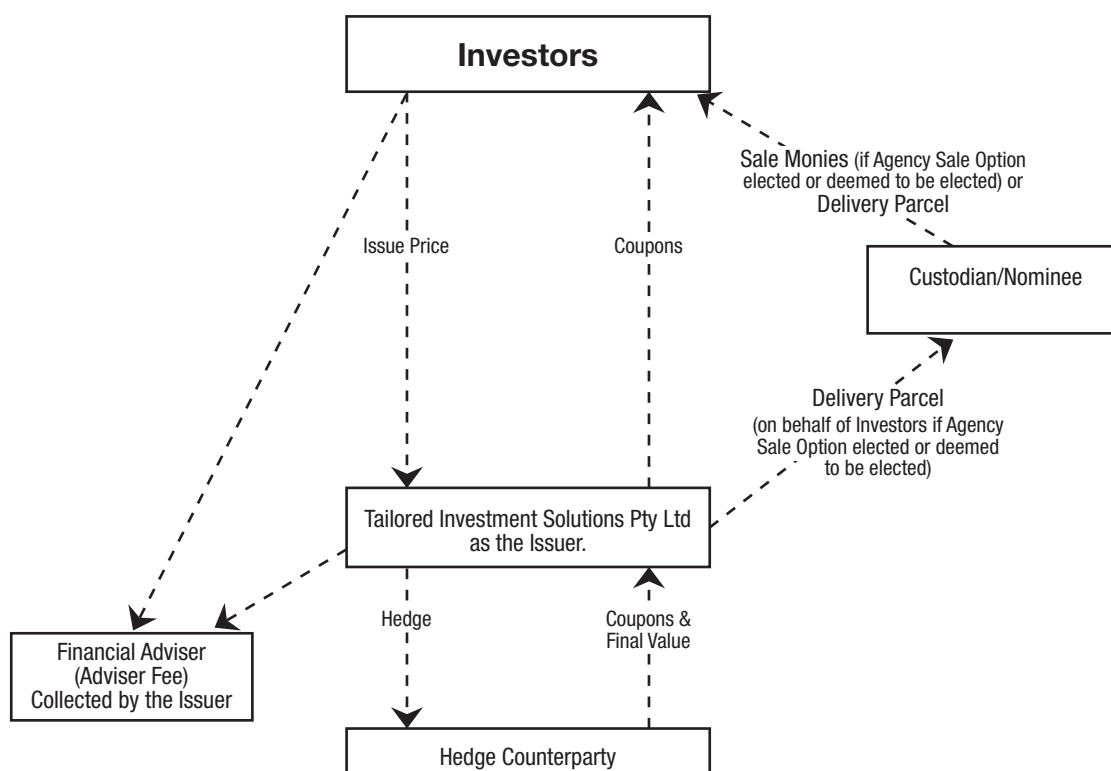 Investors
Sale Monies (if Agency Sale Option
elected or deemed to be elected) or
Delivery Parcel
Issue Price
Coupons
Custodian/Nominee
Delivery Parcel
(on behalf of Investors if Agency
Sale Option elected or deemed
to be elected)
Tailored Investment Solutions Pty Ltd
as the Issuer.
Hedge
Coupons &
Final Value
Financial Adviser
(Adviser Fee)
Collected by the Issuer
Hedge Counterparty